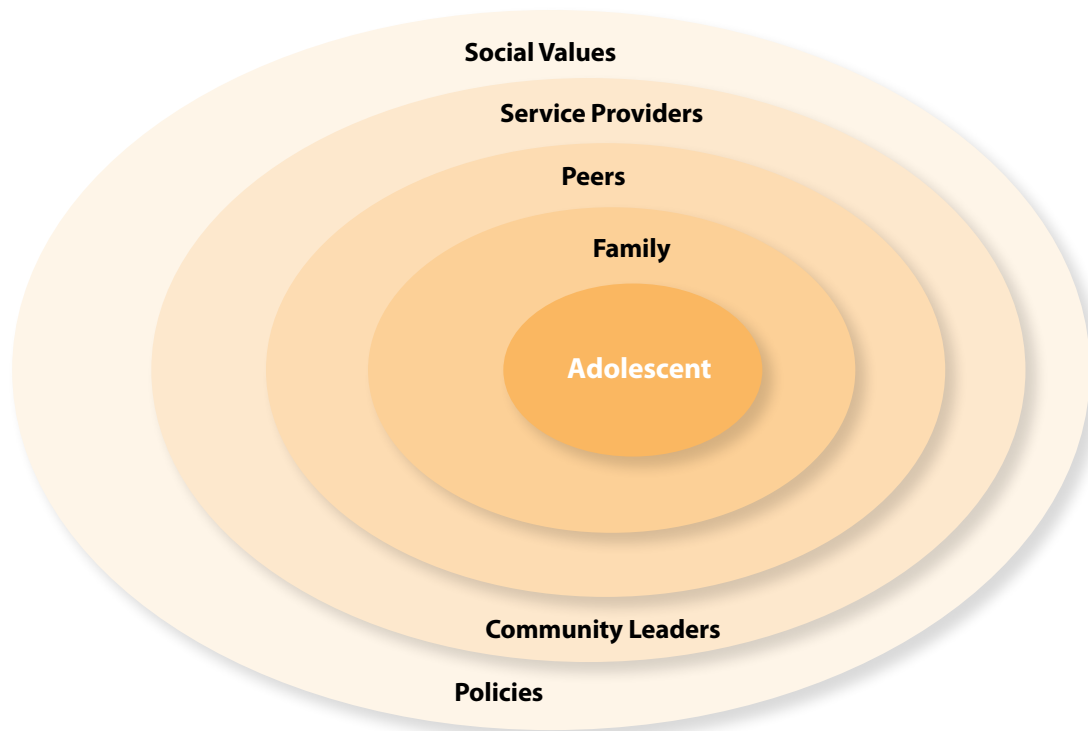 Social Values
Service Providers
Peers
Family
Adolescent
Community Leaders
Policies